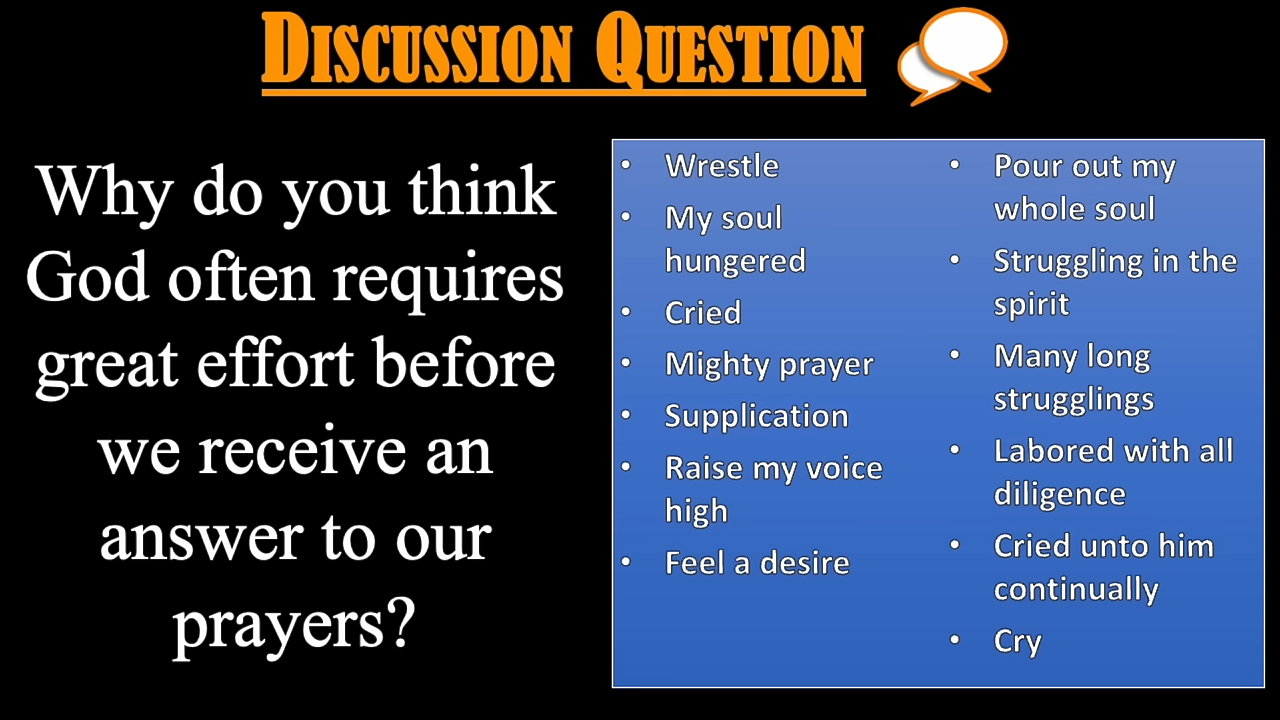 DISCUSSION QUESTION
Why do you think
God often requires
great effort before
we receive an
answer to our
prayers?
• Wrestle
• My soul
hungered
• Cried
• Mighty prayer
• Supplication
• Raise my voice
high
• Feel a desire
• Pour out my
whole soul
• Struggling in the
spirit
• Many long
strugglings
• Labored with all
diligence
• Cried unto him
continually
• Cry